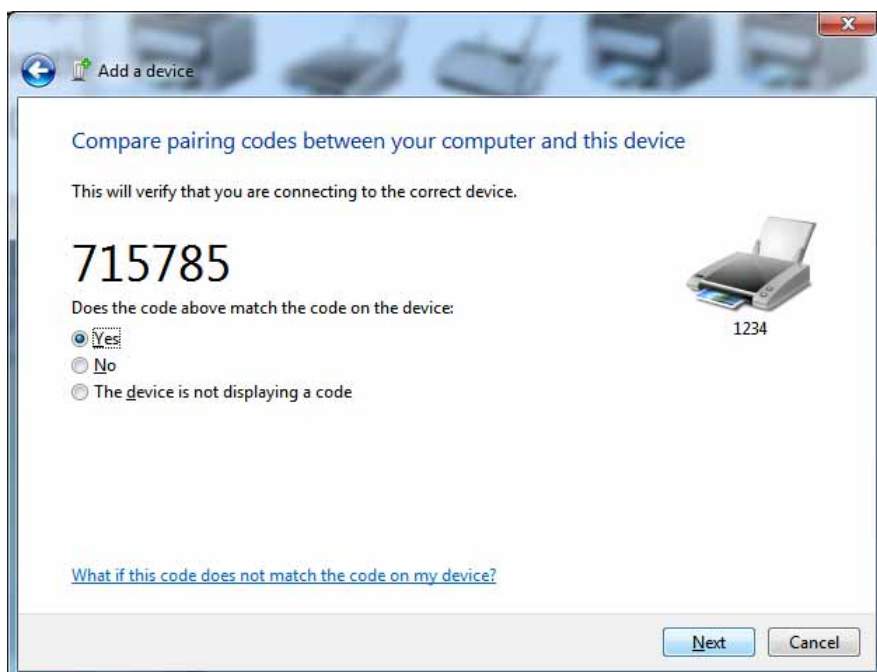 Add a device
Compare pairing codes between your computer and this device
This will verify that you are connecting to the correct device.
715785
Does the code above match the code on the device:
Yes
No
The device is not displaying a code
1234
What if this code does not match the code on my device?
Next Cancel